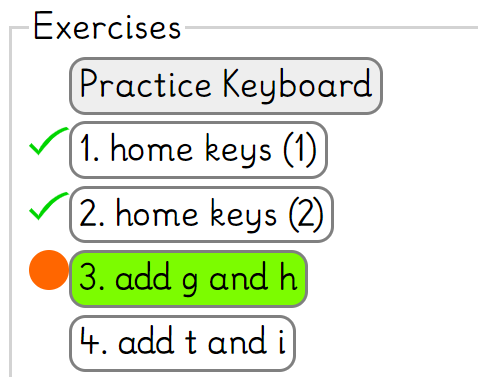 Exercises
Practice Keyboard
1. home keys (1)
2. home keys (2)
3. add g and h
4. add t and i